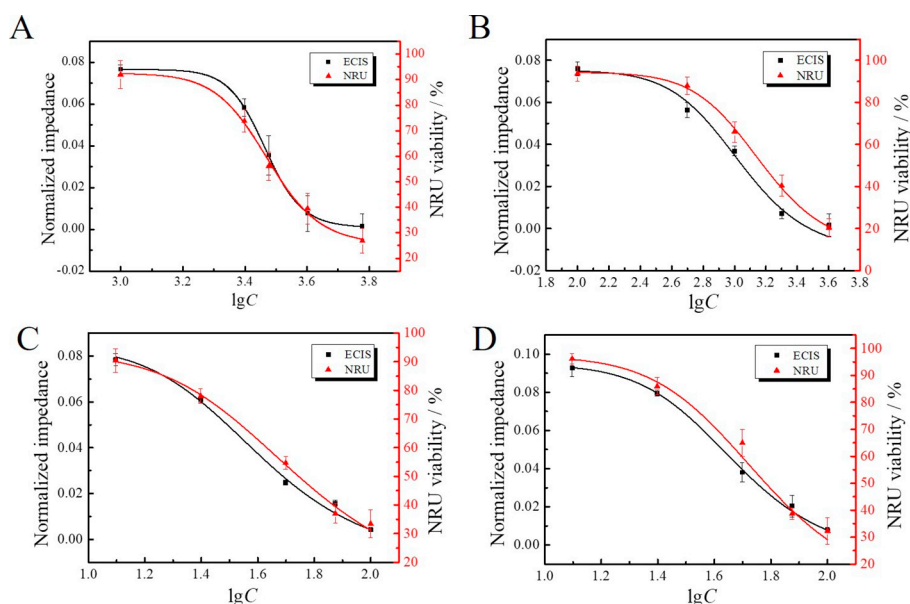 A
ECIS
NRU
Normalized impedance
0.08
0.06
0.04
0.02
0.00
-0.02
3.0 3.2 3.4 3.6 3.8
lgC
100
90
80
70
60
50
40
30
20
NRU viability / %
B
ECIS
NRU
Normalized impedance
0.08
0.06
0.04
0.02
0.00
-0.02
1.8 2.0 2.2 2.4 2.6 2.8 3.0 3.2 3.4 3.6 3.8
lgC
100
80
60
40
20
0
NRU viability / %
C
ECIS
NRU
Normalized impedance
0.08
0.06
0.04
0.02
0.00
1.0 1.2 1.4 1.6 1.8 2.0
lgC
100
90
80
70
60
50
40
30
20
NRU viability / %
D
ECIS
NRU
Normalized impedance
0.10
0.08
0.06
0.04
0.02
0.00
1.0 1.2 1.4 1.6 1.8 2.0
lgC
100
90
80
70
60
50
40
30
20
NRU viability / %